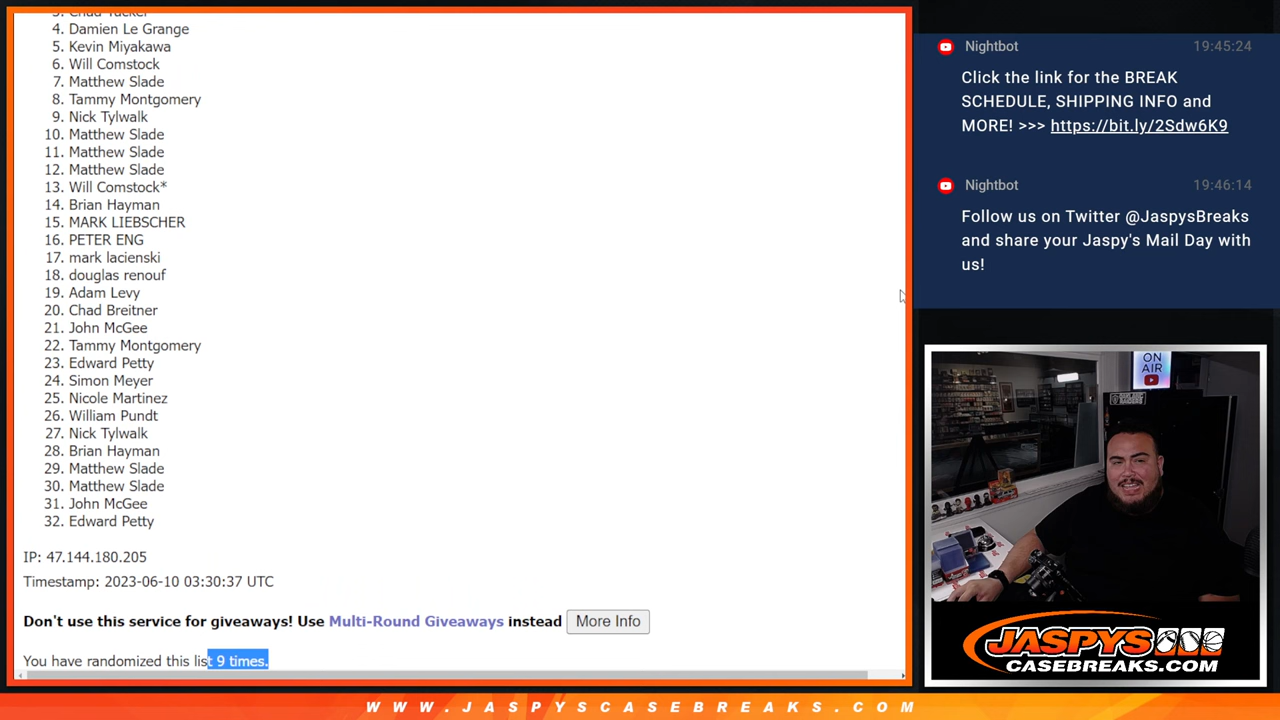 3. Chad Tucker
4. Damien Le Grange
5. Kevin Miyakawa
6. Will Comstock
7. Matthew Slade
8. Tammy Montgomery
9. Nick Tylwalk
10. Matthew Slade
11. Matthew Slade
12. Matthew Slade
13. Will Comstock*
14. Brian Hayman
15. MARK LIEBSCHER
16. PETER ENG
17. mark lacienski
18. douglas renouf
19. Adam Levy
20. Chad Breitner
21. John McGee
22. Tammy Montgomery
23. Edward Petty
24. Simon Meyer
25. Nicole Martinez
26. William Pundt
27. Nick Tylwalk
28. Brian Hayman
29. Matthew Slade
30. Matthew Slade
31. John McGee
32. Edward Petty
IP: 47.144.180.205
Timestamp: 2023-06-10 03:30:37 UTC
Don't use this service for giveaways! Use Multi-Round Giveaways instead More Info
You have randomized this list 9 times.
Nightbot 19:45:24
Click the link for the BREAK
SCHEDULE, SHIPPING INFO and
MORE! >>> https://bit.ly/2Sdw6K9
Nightbot 19:46:14
Follow us on Twitter @JaspysBreaks
and share your Jaspy's Mail Day with
us!
ON
AIR
JASPYS
CASEBREAKS.COM
WWW.JASPYSCASEBREAKS.COM